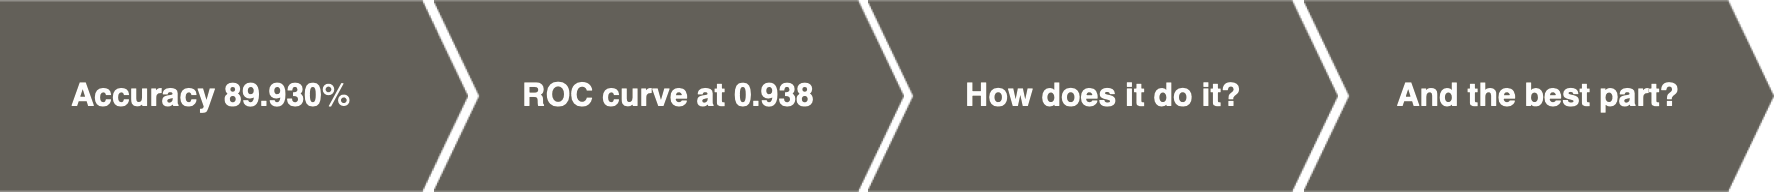 Accuracy 89.930%
ROC curve at 0.938
How does it do it?
And the best part?